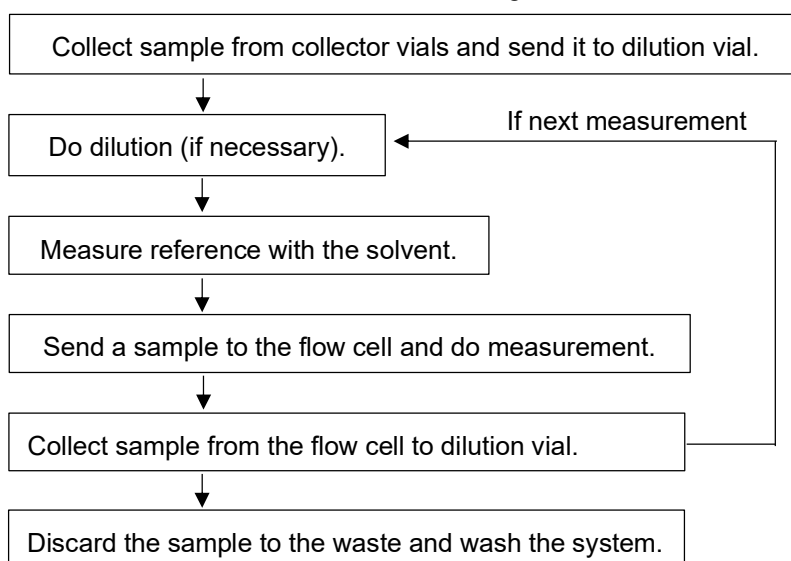 Collect sample from collector vials and send it to dilution vial.
If next measurement
Do dilution (if necessary).
Measure reference with the solvent.
Send a sample to the flow cell and do measurement.
Collect sample from the flow cell to dilution vial.
Discard the sample to the waste and wash the system.